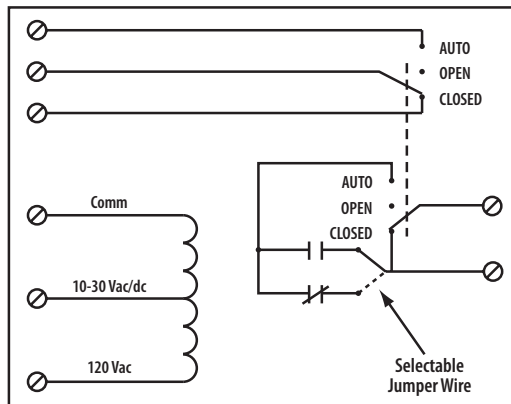 AUTO
OPEN
CLOSED
AUTO
OPEN
CLOSED
Comm
10-30 Vac/dc
120 Vac
Selectable
Jumper Wire